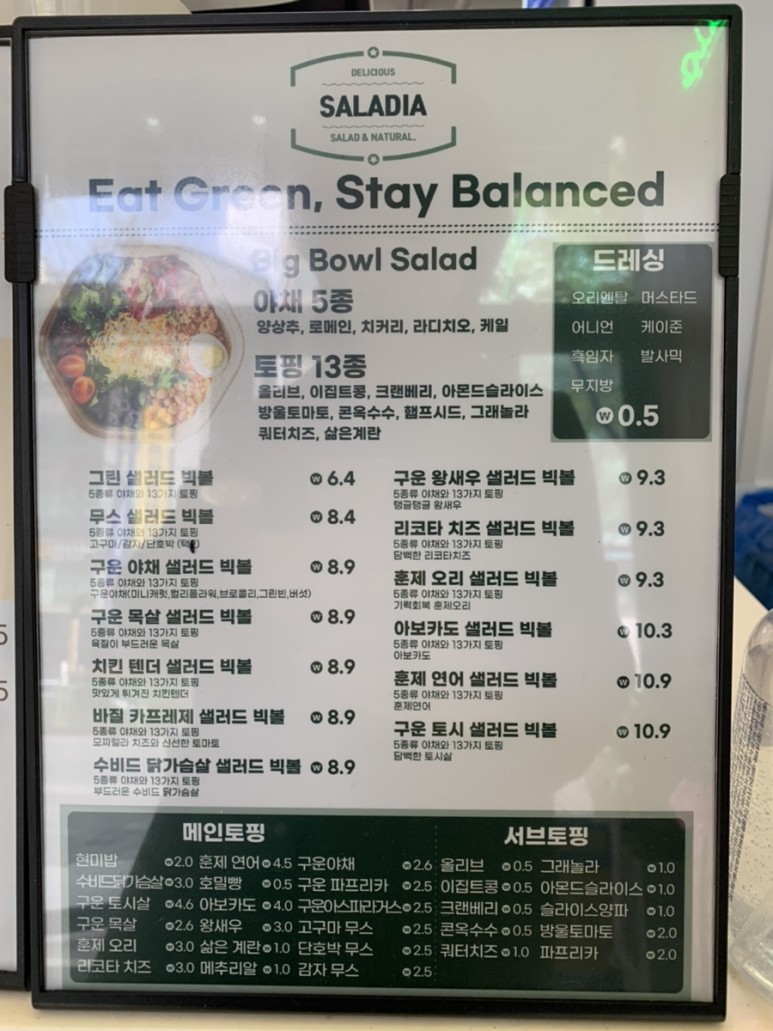 DELICIOUS
SALADIA
SALAD & NATURAL.
Eat Green, Stay Balanced
Big Bowl Salad
야채 5종
양상추, 로메인, 치커리, 라디치오, 케일
토핑 13종
올리브, 이집트콩, 크랜베리, 아몬드슬라이스
방울토마토, 콘옥수수, 햄프시드, 그래놀라
쿼터치즈, 삶은계란
드레싱
오리엔탈 머스타드
어니언 케이준
흑임자 발사믹
무지방
W 0.5
그린 샐러드 빅볼 W 6.4
5종류 야채와 13가지 토핑
무스 샐러드 빅볼 W 8.4
5종류 야채와 13가지 토핑
고구마/감자/단호박 (택1)
구운 야채 샐러드 빅볼 W 8.9
5종류 야채와 13가지 토핑
구운야채(미니캐럿,컬리플라워,브로콜리,그린빈,버섯)
구운 목살 샐러드 빅볼 W 8.9
5종류 야채와 13가지 토핑
육질이 부드러운 목살
치킨 텐더 샐러드 빅볼 W 8.9
5종류 야채와 13가지 토핑
맛있게 튀겨진 치킨텐더
바질 카프레제 샐러드 빅볼 W 8.9
5종류 야채와 13가지 토핑
모짜렐라 치즈와 신선한 토마토
수비드 닭가슴살 샐러드 빅볼 W 8.9
5종류 야채와 13가지 토핑
부드러운 수비드 닭가슴살
구운 왕새우 샐러드 빅볼 W 9.3
5종류 야채와 13가지 토핑
탱글탱글 왕새우
리코타 치즈 샐러드 빅볼 W 9.3
5종류 야채와 13가지 토핑
담백한 리코타치즈
훈제 오리 샐러드 빅볼 W 9.3
5종류 야채와 13가지 토핑
기력회복 훈제오리
아보카도 샐러드 빅볼 W 10.3
5종류 야채와 13가지 토핑
아보카도
훈제 연어 샐러드 빅볼 W 10.9
5종류 야채와 13가지 토핑
훈제연어
구운 토시 샐러드 빅볼 W 10.9
5종류 야채와 13가지 토핑
담백한 토시살
메인토핑
현미밥 W 2.0 훈제 연어 W 4.5 구운야채 W 2.6
수비드닭가슴살 W 3.0 호밀빵 W 0.5 구운 파프리카 W 2.5
구운 토시살 W 4.6 아보카도 W 4.0 구운아스파라거스 W 2.5
구운 목살 W 2.6 왕새우 W 3.0 고구마 무스 W 2.5
훈제 오리 W 3.0 삶은 계란 W 1.0 단호박 무스 W 2.5
리코타 치즈 W 3.0 메추리알 W 1.0 감자 무스 W 2.5
서브토핑
올리브 W 0.5 그래놀라 W 1.0
이집트콩 W 0.5 아몬드슬라이스 W 1.0
크랜베리 W 0.5 슬라이스양파 W 1.0
콘옥수수 W 0.5 방울토마토 W 2.0
쿼터치즈 W 1.0 파프리카 W 2.0
5
5